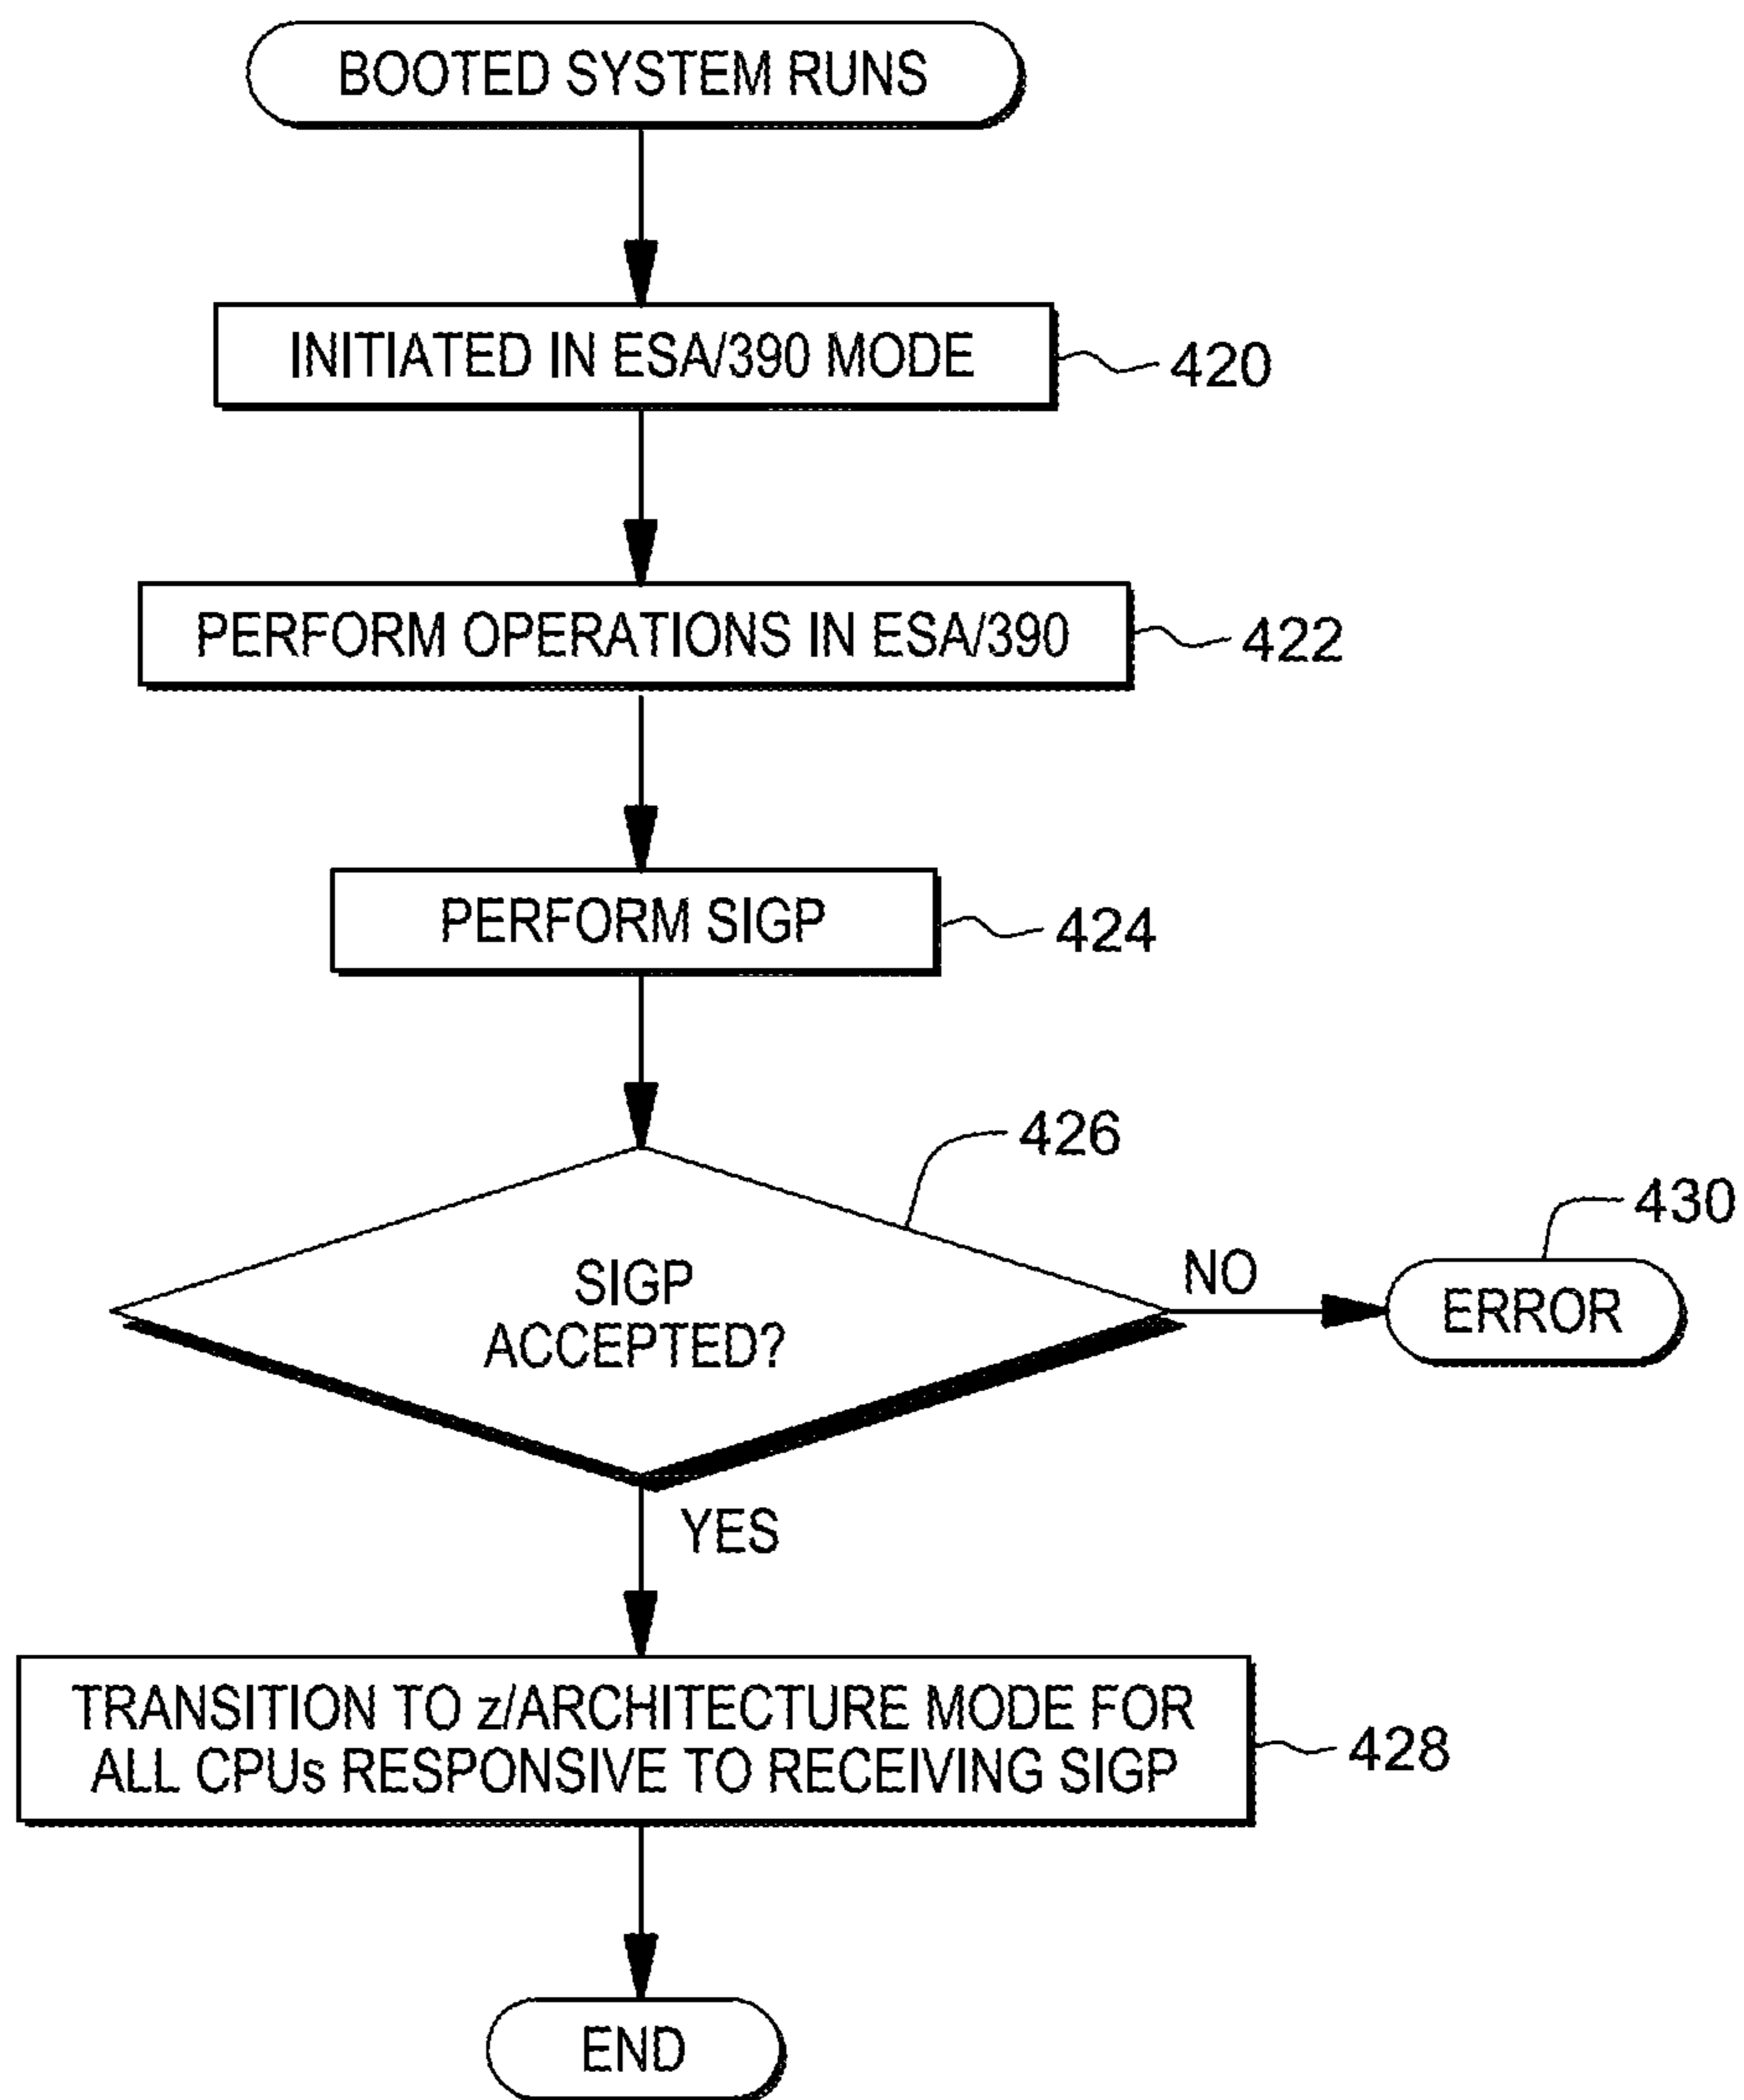 BOOTED SYSTEM RUNS
INITIATED IN ESA/390 MODE
420
PERFORM OPERATIONS IN ESA/390
422
PERFORM SIGP
424
426
430
SIGP
ACCEPTED?
NO
ERROR
YES
TRANSITION TO z/ARCHITECTURE MODE FOR
ALL CPUs RESPONSIVE TO RECEIVING SIGP
428
END